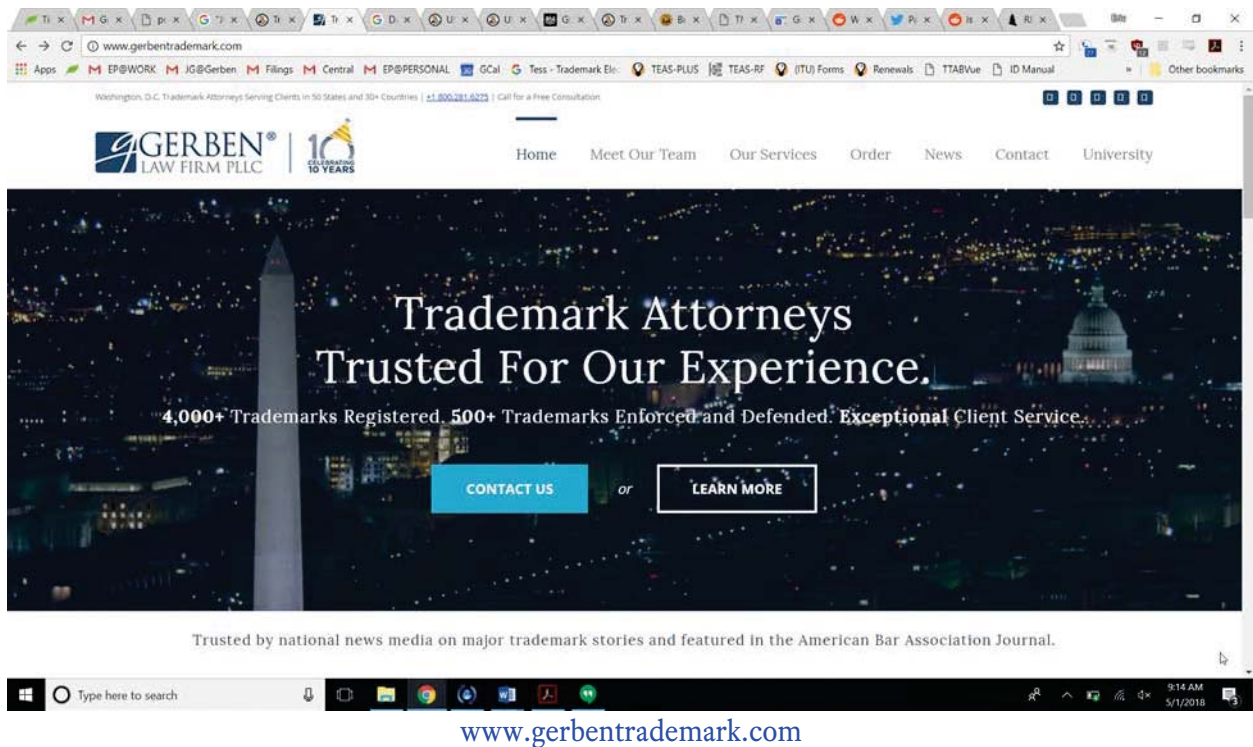 Ti
M G
G
Tr
Tr
G D
U
U
G
Tr
B
G
W
P
Billy
www.gerbentrademark.com
Apps EP@WORK JG@Gerben Filings Central EP@PERSONAL GCal Tess - Trademark Ele TEAS-PLUS TEAS-RF (ITU) Forms Renewals TTABVue ID Manual » Other bookmarks
Washington, D.C. Trademark Attorneys Serving Clients in 50 States and 30+ Countries | +1.800.281.6275 | Call for a Free Consultation
GERBEN®
LAW FIRM PLLC
10
CELEBRATING
10 YEARS
Home Meet Our Team Our Services Order News Contact University
Trademark Attorneys
Trusted For Our Experience.
4,000+ Trademarks Registered. 500+ Trademarks Enforced and Defended. Exceptional Client Service.
CONTACT US or LEARN MORE
Trusted by national news media on major trademark stories and featured in the American Bar Association Journal.
Type here to search
9:14 AM
5/1/2018
www.gerbentrademark.com